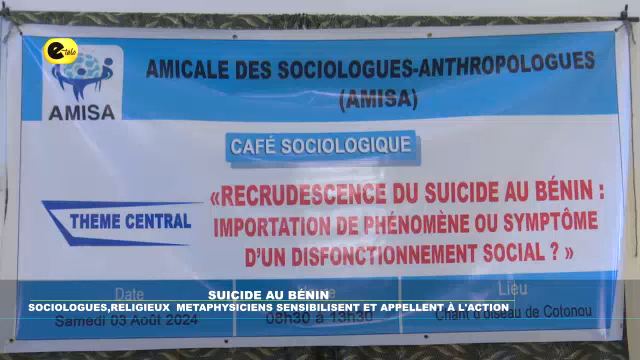 e-télé
AMISA
AMICALE DES SOCIOLOGUES-ANTHROPOLOGUES
(AMISA)
CAFÉ SOCIOLOGIQUE
THEME CENTRAL
«RECRUDESCENCE DU SUICIDE AU BÉNIN :
IMPORTATION DE PHÉNOMÈNE OU SYMPTÔME
D'UN DISFONCTIONNEMENT SOCIAL ? »
Date
Lieu
SUICIDE AU BÉNIN
SOCIOLOGUES,RELIGIEUX METAPHYSICIENS SENSIBILISENT ET APPELLENT À L'ACTION
Samedi 03 Août 2024
08h30 à 13h30
Chant d'oiseau de Cotonou